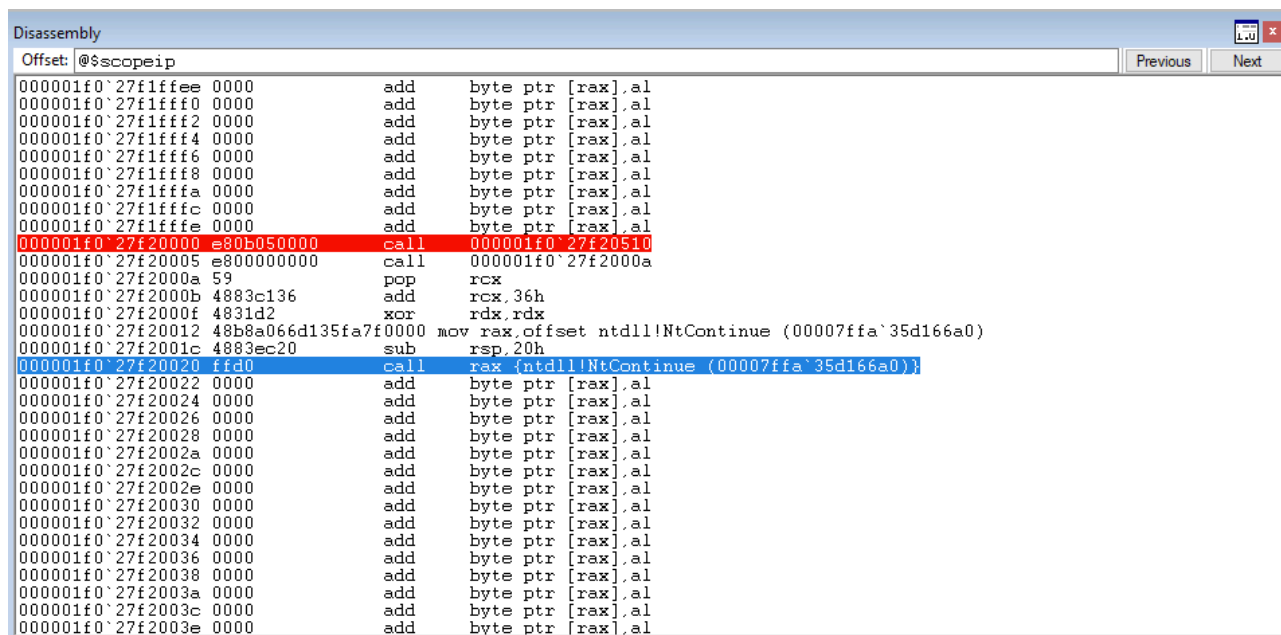 Disassembly
Offset: @$scopeip Previous Next
000001f0`27f1ffee 0000 add byte ptr [rax],al
000001f0`27f1fff0 0000 add byte ptr [rax],al
000001f0`27f1fff2 0000 add byte ptr [rax],al
000001f0`27f1fff4 0000 add byte ptr [rax],al
000001f0`27f1fff6 0000 add byte ptr [rax],al
000001f0`27f1fff8 0000 add byte ptr [rax],al
000001f0`27f1fffa 0000 add byte ptr [rax],al
000001f0`27f1fffc 0000 add byte ptr [rax],al
000001f0`27f1fffe 0000 add byte ptr [rax],al
000001f0`27f20000 e80b050000 call 000001f0`27f20510
000001f0`27f20005 e800000000 call 000001f0`27f2000a
000001f0`27f2000a 59 pop rcx
000001f0`27f2000b 4883c136 add rcx,36h
000001f0`27f2000f 4831d2 xor rdx,rdx
000001f0`27f20012 48b8a066d135fa7f0000 mov rax,offset ntdll!NtContinue (00007ffa`35d166a0)
000001f0`27f2001c 4883ec20 sub rsp,20h
000001f0`27f20020 ffd0 call rax {ntdll!NtContinue (00007ffa`35d166a0)}
000001f0`27f20022 0000 add byte ptr [rax],al
000001f0`27f20024 0000 add byte ptr [rax],al
000001f0`27f20026 0000 add byte ptr [rax],al
000001f0`27f20028 0000 add byte ptr [rax],al
000001f0`27f2002a 0000 add byte ptr [rax],al
000001f0`27f2002c 0000 add byte ptr [rax],al
000001f0`27f2002e 0000 add byte ptr [rax],al
000001f0`27f20030 0000 add byte ptr [rax],al
000001f0`27f20032 0000 add byte ptr [rax],al
000001f0`27f20034 0000 add byte ptr [rax],al
000001f0`27f20036 0000 add byte ptr [rax],al
000001f0`27f20038 0000 add byte ptr [rax],al
000001f0`27f2003a 0000 add byte ptr [rax],al
000001f0`27f2003c 0000 add byte ptr [rax],al
000001f0`27f2003e 0000 add byte ptr [rax],al